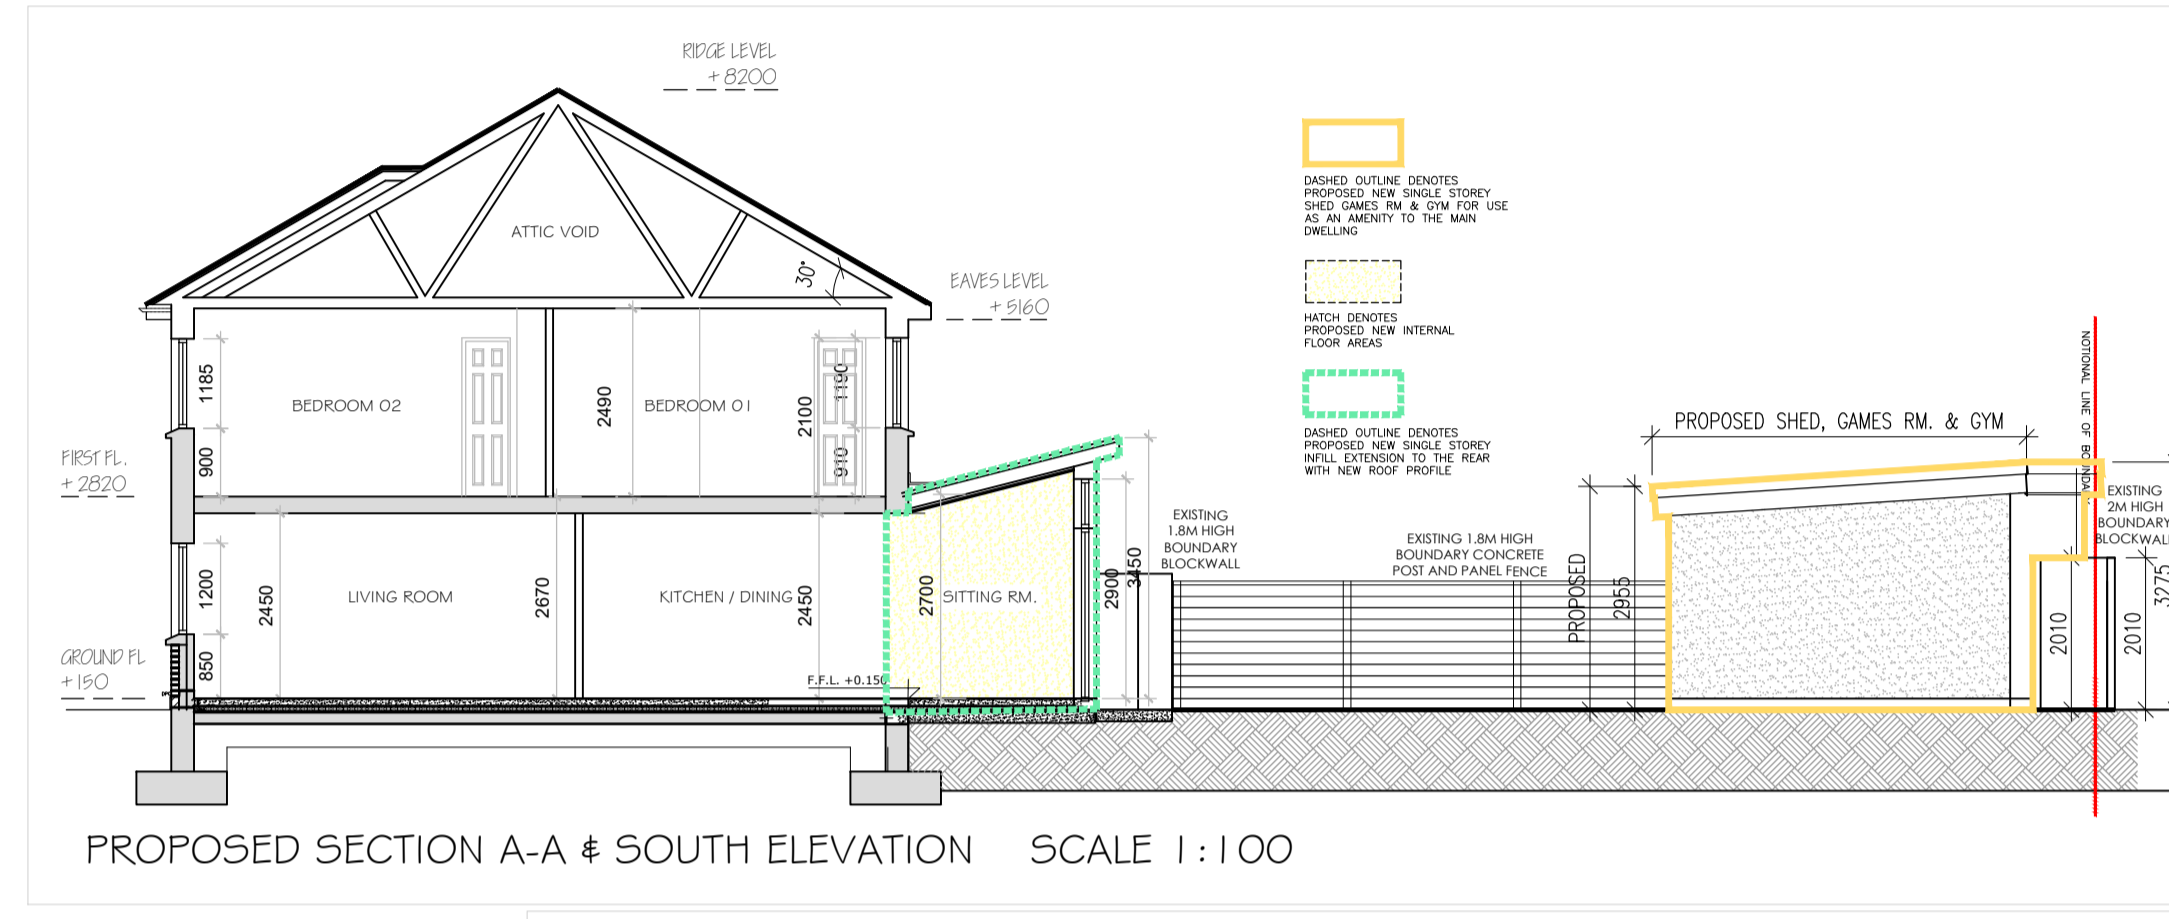 RIDGE LEVEL
+8200
ATTIC VOID
30°
EAVES LEVEL
+5160
DASHED OUTLINE DENOTES
PROPOSED NEW SINGLE STOREY
SHED GAMES RM & GYM FOR USE
AS AN AMENITY TO THE MAIN
DWELLING
HATCH DENOTES
PROPOSED NEW INTERNAL
FLOOR AREAS
DASHED OUTLINE DENOTES
PROPOSED NEW SINGLE STOREY
INFILL EXTENSION TO THE REAR
WITH NEW ROOF PROFILE
1185
BEDROOM 02
2490
BEDROOM 01
2100
1190
910
900
FIRST FL.
+2820
PROPOSED SHED, GAMES RM. & GYM
NOTIONAL LINE OF BOUNDA
EXISTING
2M HIGH
BOUNDARY
BLOCKWALL
EXISTING
1.8M HIGH
BOUNDARY
BLOCKWALL
EXISTING 1.8M HIGH
BOUNDARY CONCRETE
POST AND PANEL FENCE
1200
2450
LIVING ROOM
2670
KITCHEN / DINING
2450
2700
SITTING RM.
2900
3450
PROPOSED
2955
2010
2010
3275
GROUND FL
+150
850
F.F.L. +0.150
PROPOSED SECTION A-A & SOUTH ELEVATION SCALE 1:100